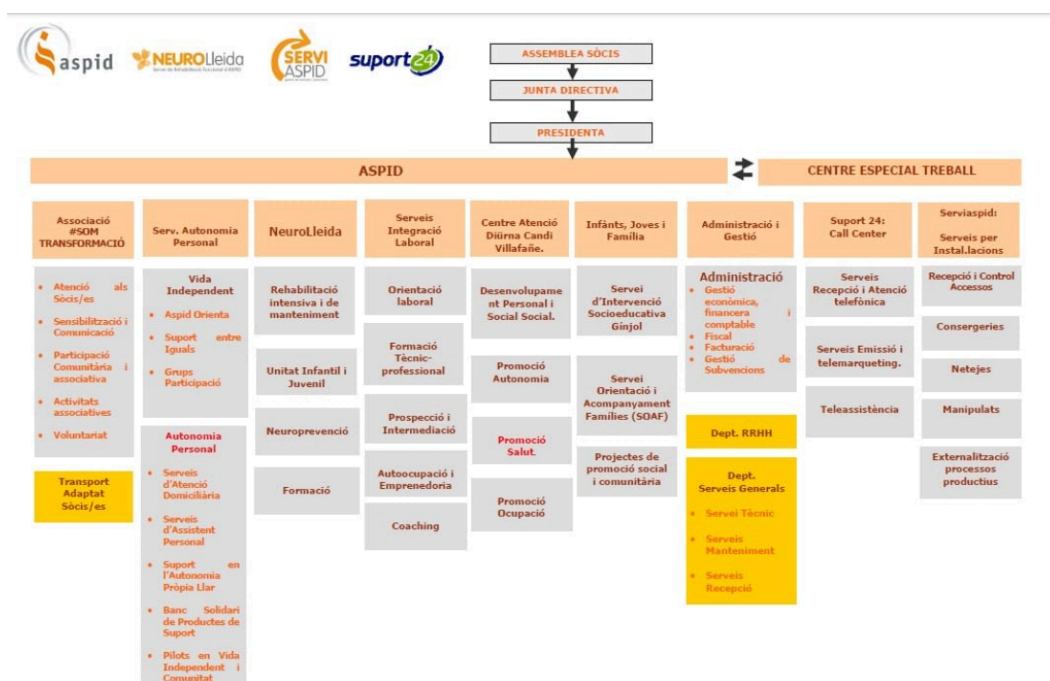 aspid
NEUROLleida
Servei de Rehabilitació Funcional d'ASPID
SERVI
ASPID
suport24
ASSEMBLEA SÒCIS
JUNTA DIRECTIVA
PRESIDENTA
ASPID
CENTRE ESPECIAL TREBALL
Associació
#SOM
TRANSFORMACIÓ
• Atenció als
Sòcis/es
• Sensibilització i
Comunicació
• Participació
Comunitària i
associativa
• Activitats
associatives
• Voluntariat
Transport
Adaptat
Sòcis/es
Serv. Autonomia
Personal
Vida
Independent
• Aspid Orienta
• Suport entre
Iguals
• Grups
Participació
Autonomia
Personal
• Serveis
d'Atenció
Domiciliària
• Serveis
d'Assistent
Personal
• Suport en
l'Autonomia
Pròpia Llar
• Banc Solidari
de Productes de
Suport
• Pilots en Vida
Independent i
Comunitat
NeuroLleida
Rehabilitació
intensiva i de
manteniment
Unitat Infantil i
Juvenil
Neuroprevenció
Formació
Serveis
Integració
Laboral
Orientació
laboral
Formació
Tècnic-
professional
Prospecció i
Intermediació
Autoocupació i
Emprenedoria
Coaching
Centre Atenció
Diürna Candi
Villafañe.
Desenvolupame
nt Personal i
Social Social.
Promoció
Autonomia
Promoció
Salut.
Promoció
Ocupació
Infànts, Joves i
Família
Servei
d'Intervenció
Socioeducativa
Ginjol
Servei
Orientació i
Acompanyament
Famílies (SOAF)
Projectes de
promoció social
i comunitària
Administració i
Gestió
Administració
• Gestió
econòmica,
financera i
comptable
• Fiscal
• Facturació
• Gestió de
Subvencions
Dept. RRHH
Dept.
Serveis Generals
• Servei Tècnic
• Serveis
Manteniment
• Serveis
Recepció
Suport 24:
Call Center
Serveis
Recepció i Atenció
telefònica
Serveis Emissió i
telemarqueting.
Teleassistència
Serviaspid:
Serveis per
Instal.lacions
Recepció i Control
Accessos
Consergeries
Netejes
Manipulats
Externalització
processos
productius